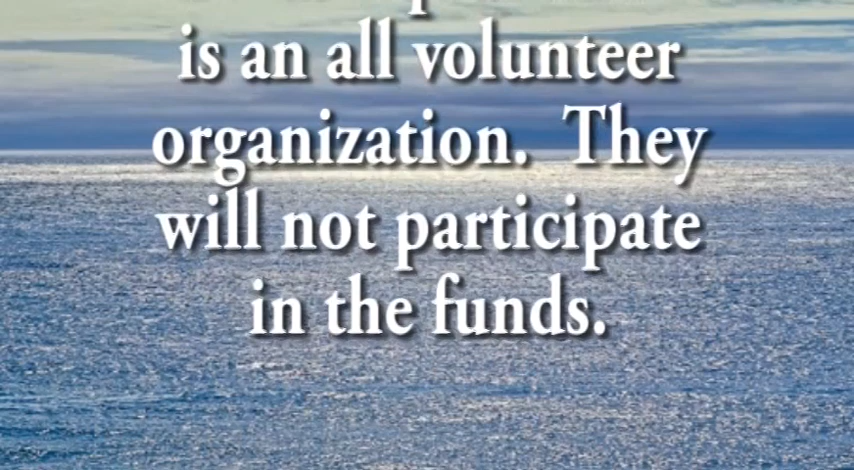 is an all volunteer
organization. They
will not participate
in the funds.